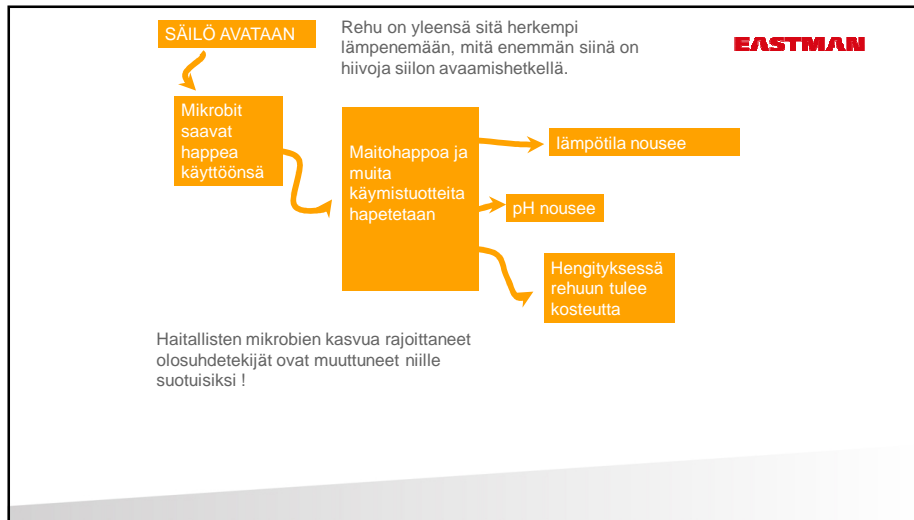 SÄILÖ AVATAAN
Rehu on yleensä sitä herkempi
lämpenemään, mitä enemmän siinä on
hiivoja siilon avaamishetkellä.
EASTMAN
Mikrobit
saavat
happea
käyttöönsä
Maitohappoa ja
muita
käymistuotteita
hapetetaan
lämpötila nousee
pH nousee
Hengityksessä
rehuun tulee
kosteutta
Haitallisten mikrobien kasvua rajoittaneet
olosuhdetekijät ovat muuttuneet niille
suotuisiksi !